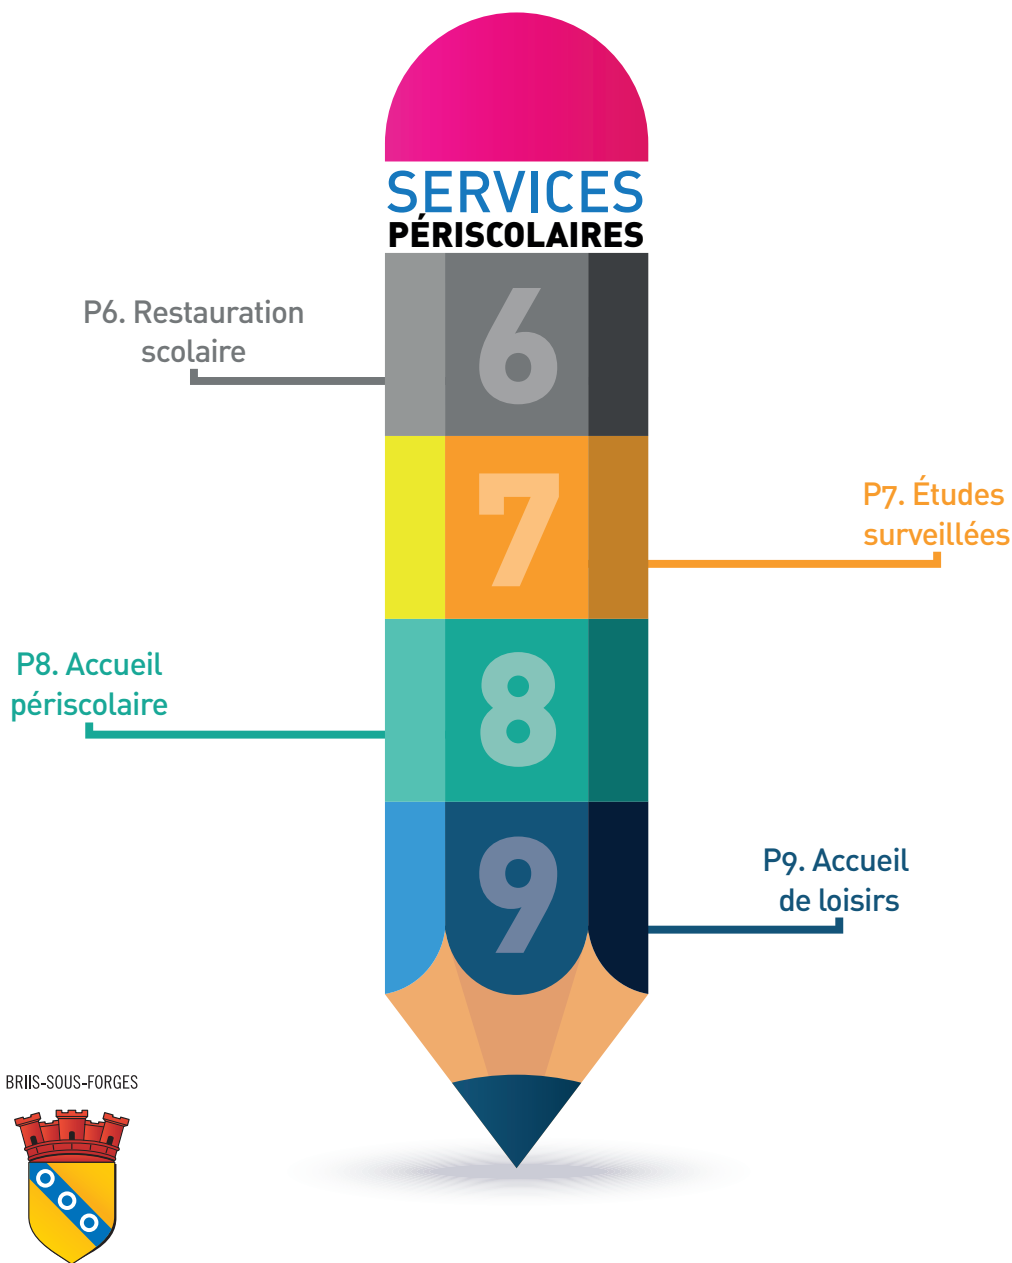 SERVICES
PÉRISCOLAIRES
6
P6. Restauration
scolaire
7
P7. Études
surveillées
8
P8. Accueil
périscolaire
9
P9. Accueil
de loisirs
BRIIS-SOUS-FORGES